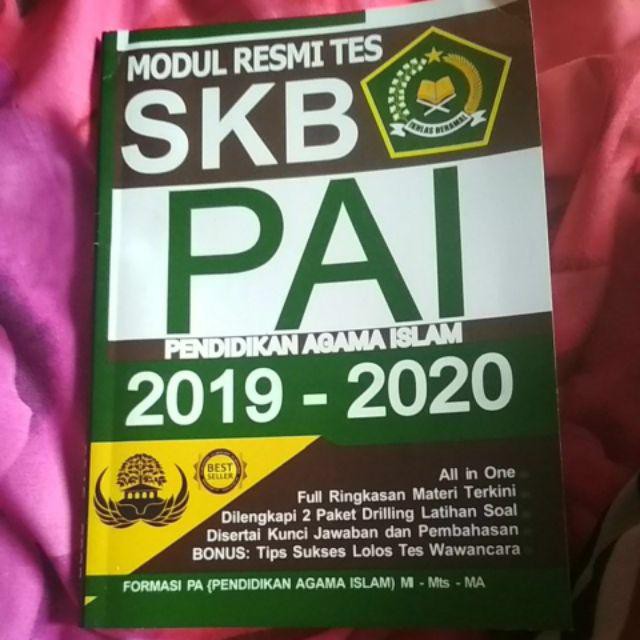 MODUL RESMI TES
SKB
IKHLAS BERAMAL
PAI
PENDIDIKAN AGAMA ISLAM
2019 - 2020
BEST
SELLER
All in One
Full Ringkasan Materi Terkini
Dilengkapi 2 Paket Drilling Latihan Soal
Disertai Kunci Jawaban dan Pembahasan
BONUS: Tips Sukses Lolos Tes Wawancara
FORMASI PA {PENDIDIKAN AGAMA ISLAM) MI - Mts - MA